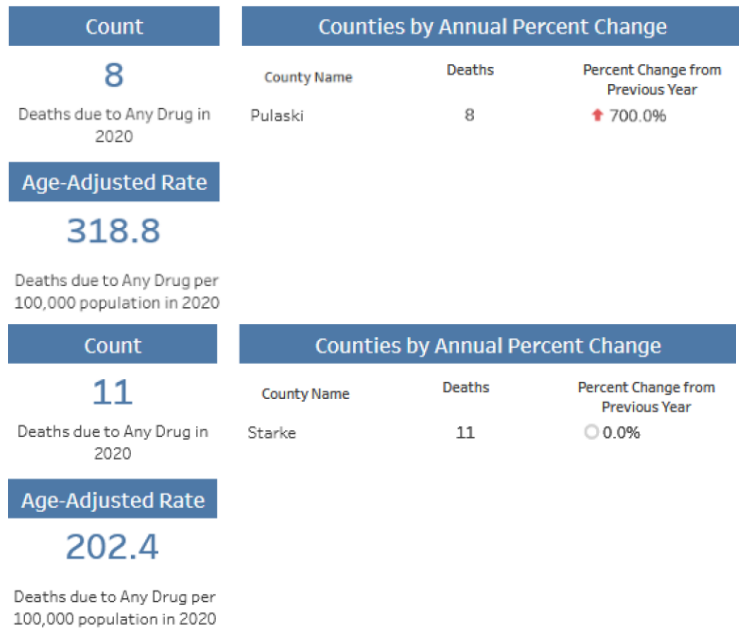 Count
8
Deaths due to Any Drug in
2020
Age-Adjusted Rate
318.8
Deaths due to Any Drug per
100,000 population in 2020
Counties by Annual Percent Change
County Name Deaths Percent Change from
Previous Year
Pulaski 8 700.0%
Count
11
Deaths due to Any Drug in
2020
Age-Adjusted Rate
202.4
Deaths due to Any Drug per
100,000 population in 2020
Counties by Annual Percent Change
County Name Deaths Percent Change from
Previous Year
Starke 11 0.0%